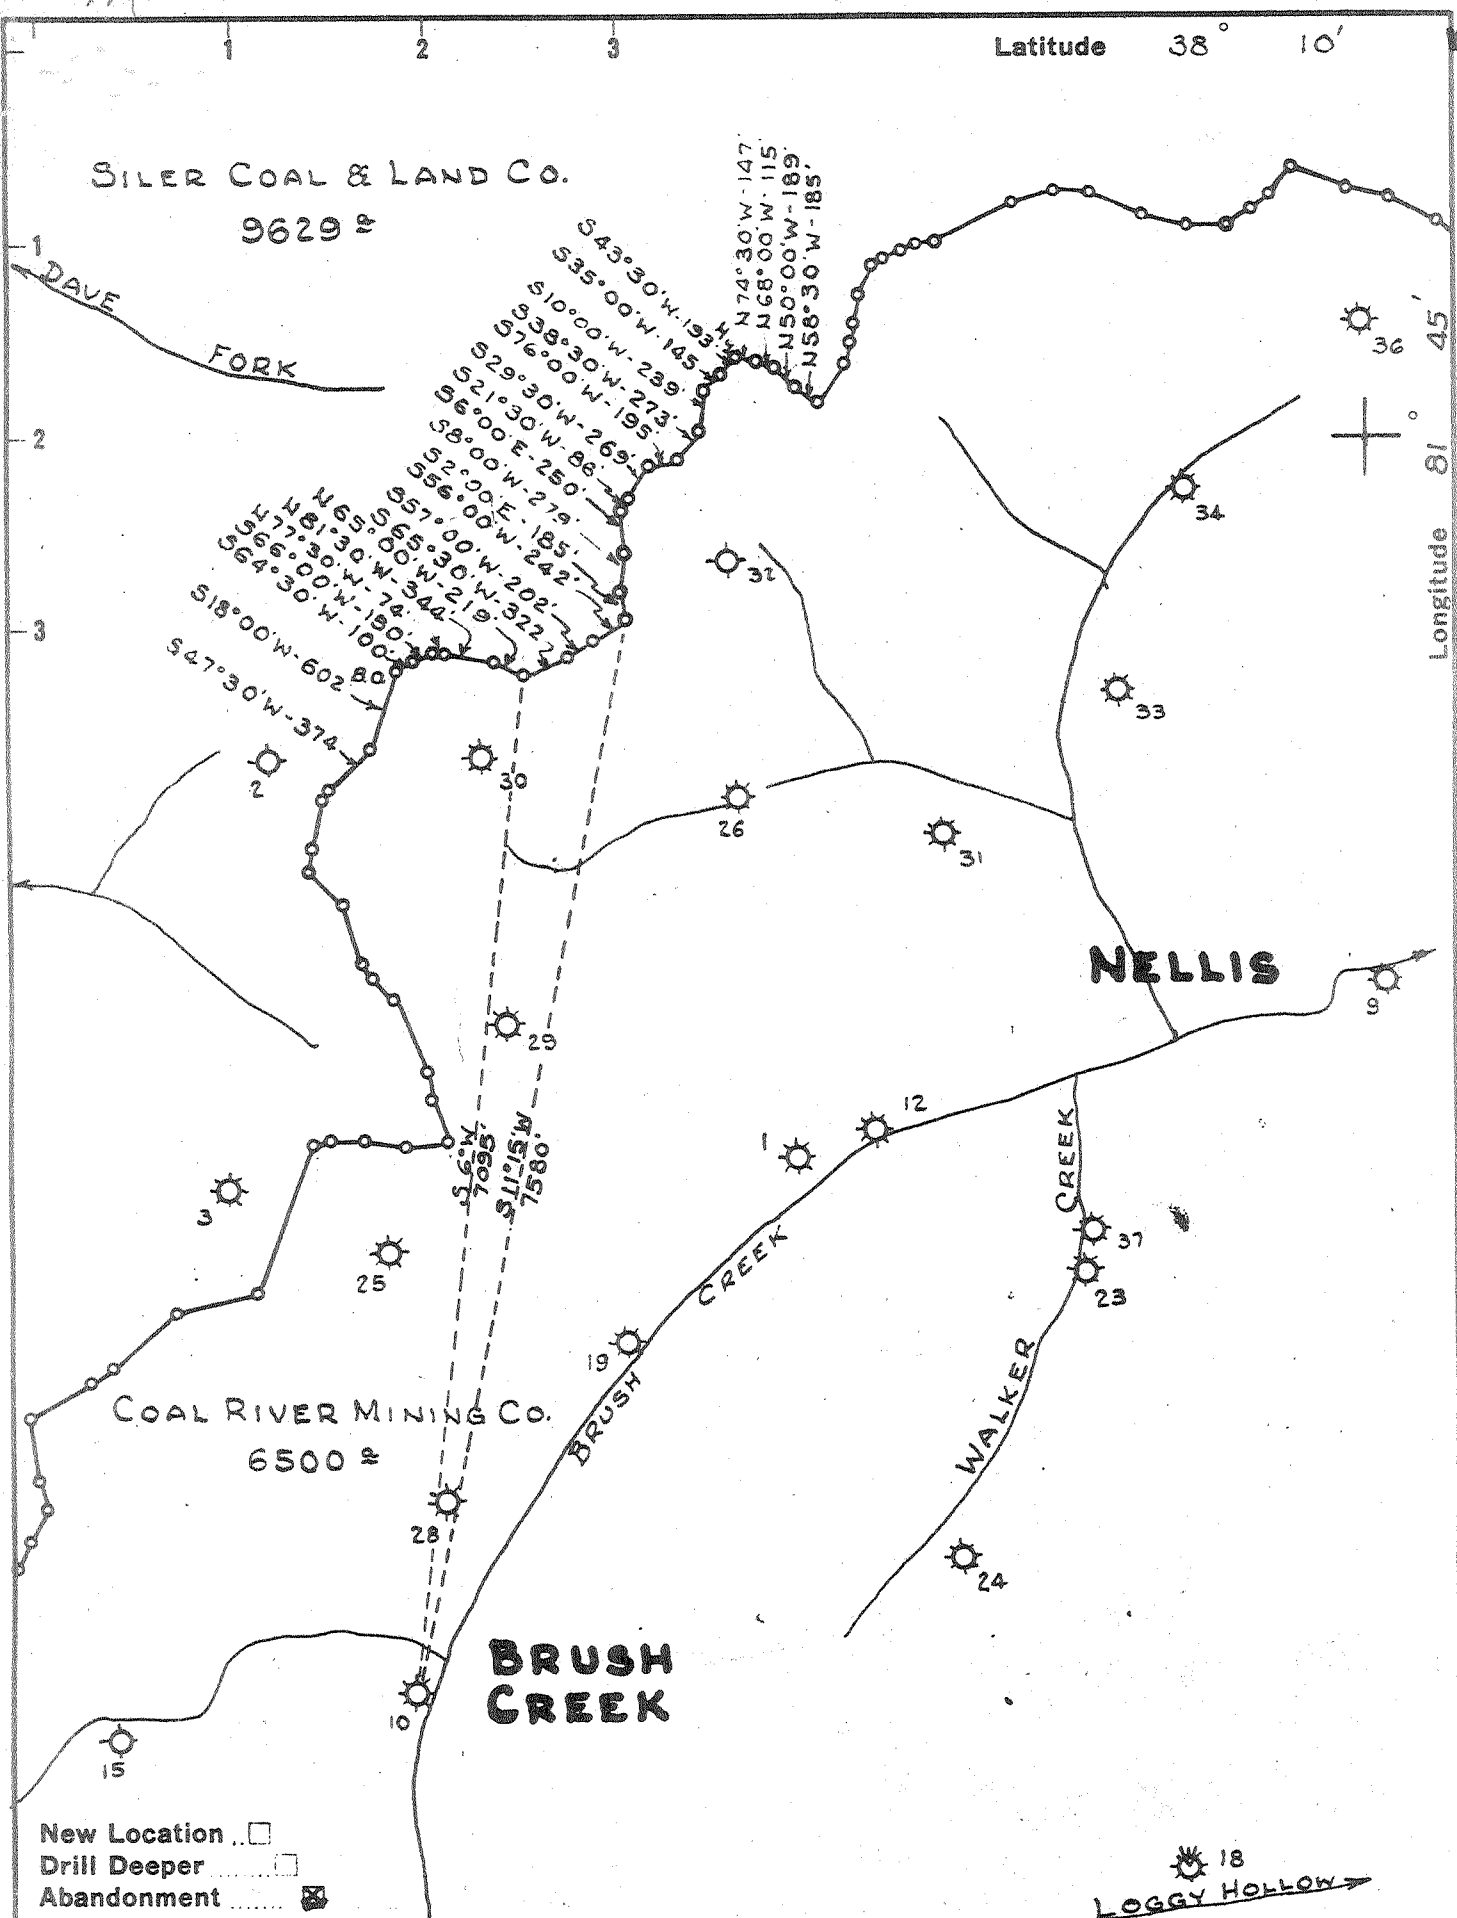 1 2 3
Latitude 38° 10'
SILER COAL & LAND CO.
9629 a
1
2
3
DAVE
FORK
N74°30'W-147'
N68°00'W-115'
N50°00'W-189'
N58°30'W-185'
S43°30'W-193'
S35°00'W-145'
S10°00'W-239'
S38°30'W-273'
S76°00'W-195'
S29°30'W-269'
S21°30'W-86'
S6°00'E-250'
S8°00'W-279'
S2°00'E-185'
S56°00'W-242'
S57°00'W-202'
S65°30'W-322'
N65°00'W-219'
N81°30'W-344'
N77°30'W-74'
S66°00'W-190'
S64°30'W-100'
S18°00'W-602
B.O.
S47°30'W-374
36
Longitude 81° 45'
34
32
33
2
30
26
31
NELLIS
9
29
12
1
S6°W
7095'
S11°15'W
7580'
CREEK
3
37
25
23
CREEK
19
BRUSH
WALKER
COAL RIVER MINING CO.
6500 a
28
24
BRUSH
CREEK
10
15
New Location
Drill Deeper
Abandonment
18
LOGGY HOLLOW